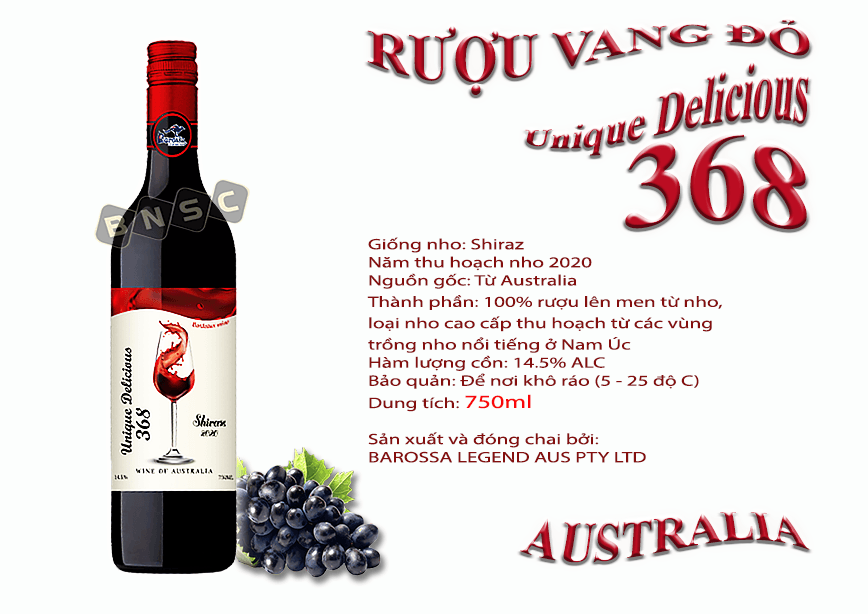 RƯỢU VANG ĐỎ
Unique Delicious
368
BNSC
Giống nho: Shiraz
Năm thu hoạch nho 2020
Nguồn gốc: Từ Australia
Thành phần: 100% rượu lên men từ nho,
loại nho cao cấp thu hoạch từ các vùng
trồng nho nổi tiếng ở Nam Úc
Hàm lượng cồn: 14.5% ALC
Bảo quản: Để nơi khô ráo (5 - 25 độ C)
Dung tích: 750ml
Sản xuất và đóng chai bởi:
BAROSSA LEGEND AUS PTY LTD
Unique Delicious
368
Shiraz
2020
WINE OF AUSTRALIA
14.5%
750ML
AUSTRALIA